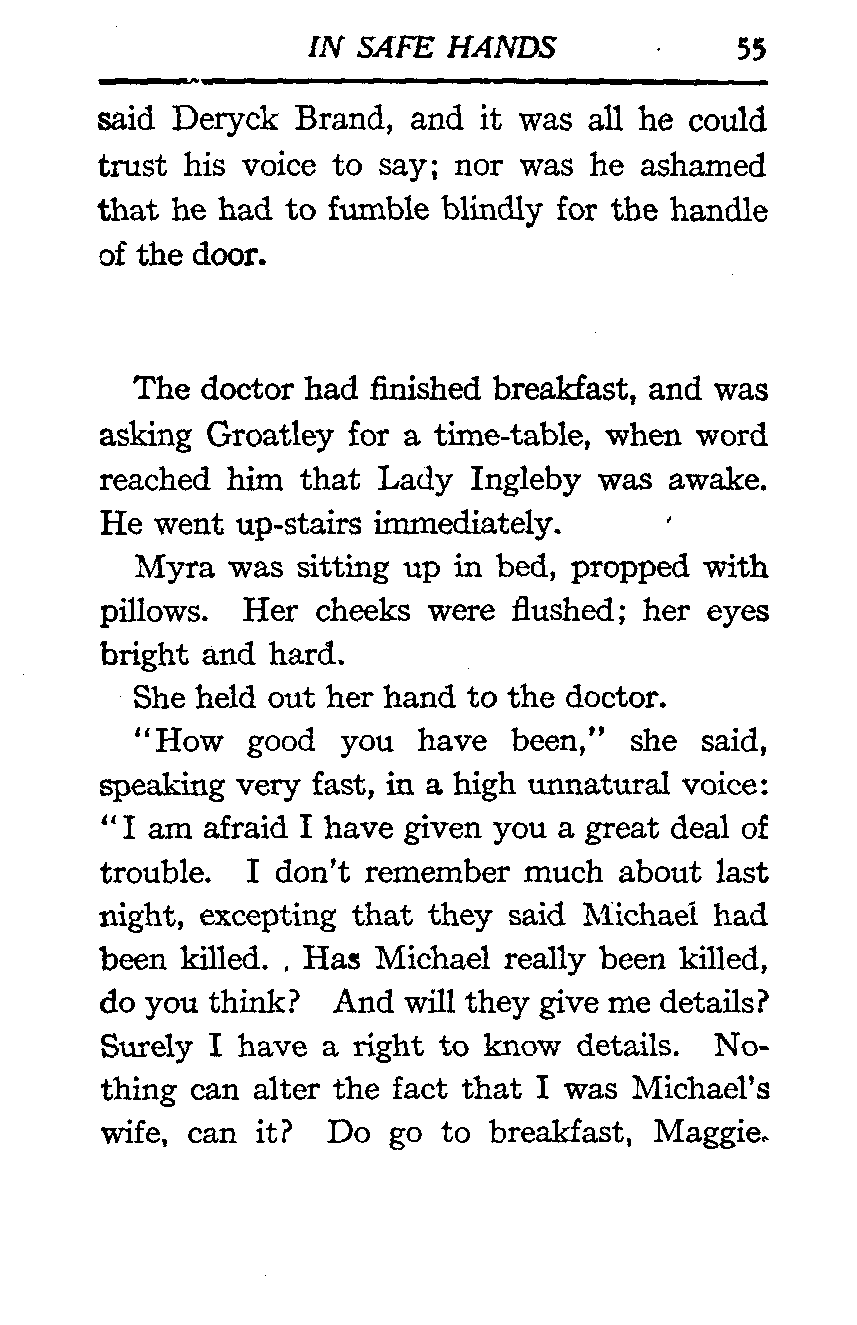 IN SAFE HANDS 55
said Deryck Brand, and it was all he could
trust his voice to say; nor was he ashamed
that he had to fumble blindly for the handle
of the door.
The doctor had finished breakfast, and was
asking Groatley for a time-table, when word
reached him that Lady Ingleby was awake.
He went up-stairs immediately.
Myra was sitting up in bed, propped with
pillows. Her cheeks were flushed; her eyes
bright and hard.
She held out her hand to the doctor.
"How good you have been," she said,
speaking very fast, in a high unnatural voice:
"I am afraid I have given you a great deal of
trouble. I don't remember much about last
night, excepting that they said Michael had
been killed. Has Michael really been killed,
do you think? And will they give me details?
Surely I have a right to know details. No-
thing can alter the fact that I was Michael's
wife, can it? Do go to breakfast, Maggie.